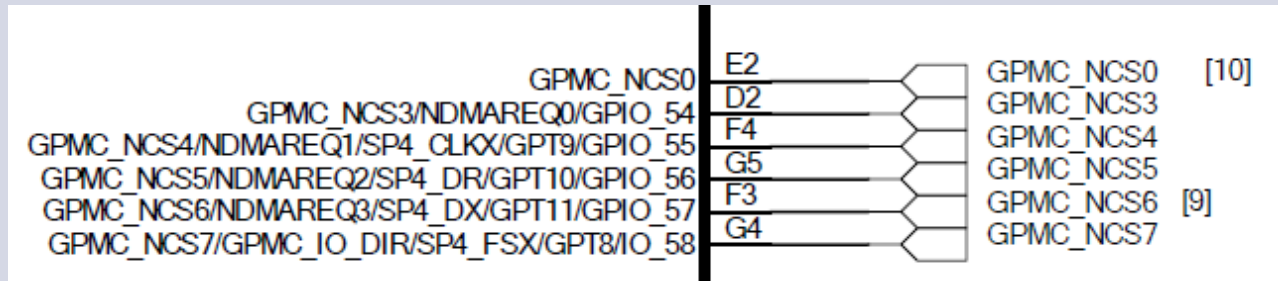 GPMC_NCS0 E2 GPMC_NCS0 [10]
GPMC_NCS3/NDMAREQ0/GPIO_54 D2 GPMC_NCS3
GPMC_NCS4/NDMAREQ1/SP4_CLKX/GPT9/GPIO_55 F4 GPMC_NCS4
GPMC_NCS5/NDMAREQ2/SP4_DR/GPT10/GPIO_56 G5 GPMC_NCS5
GPMC_NCS6/NDMAREQ3/SP4_DX/GPT11/GPIO_57 F3 GPMC_NCS6 [9]
GPMC_NCS7/GPMC_IO_DIR/SP4_FSX/GPT8/IO_58 G4 GPMC_NCS7